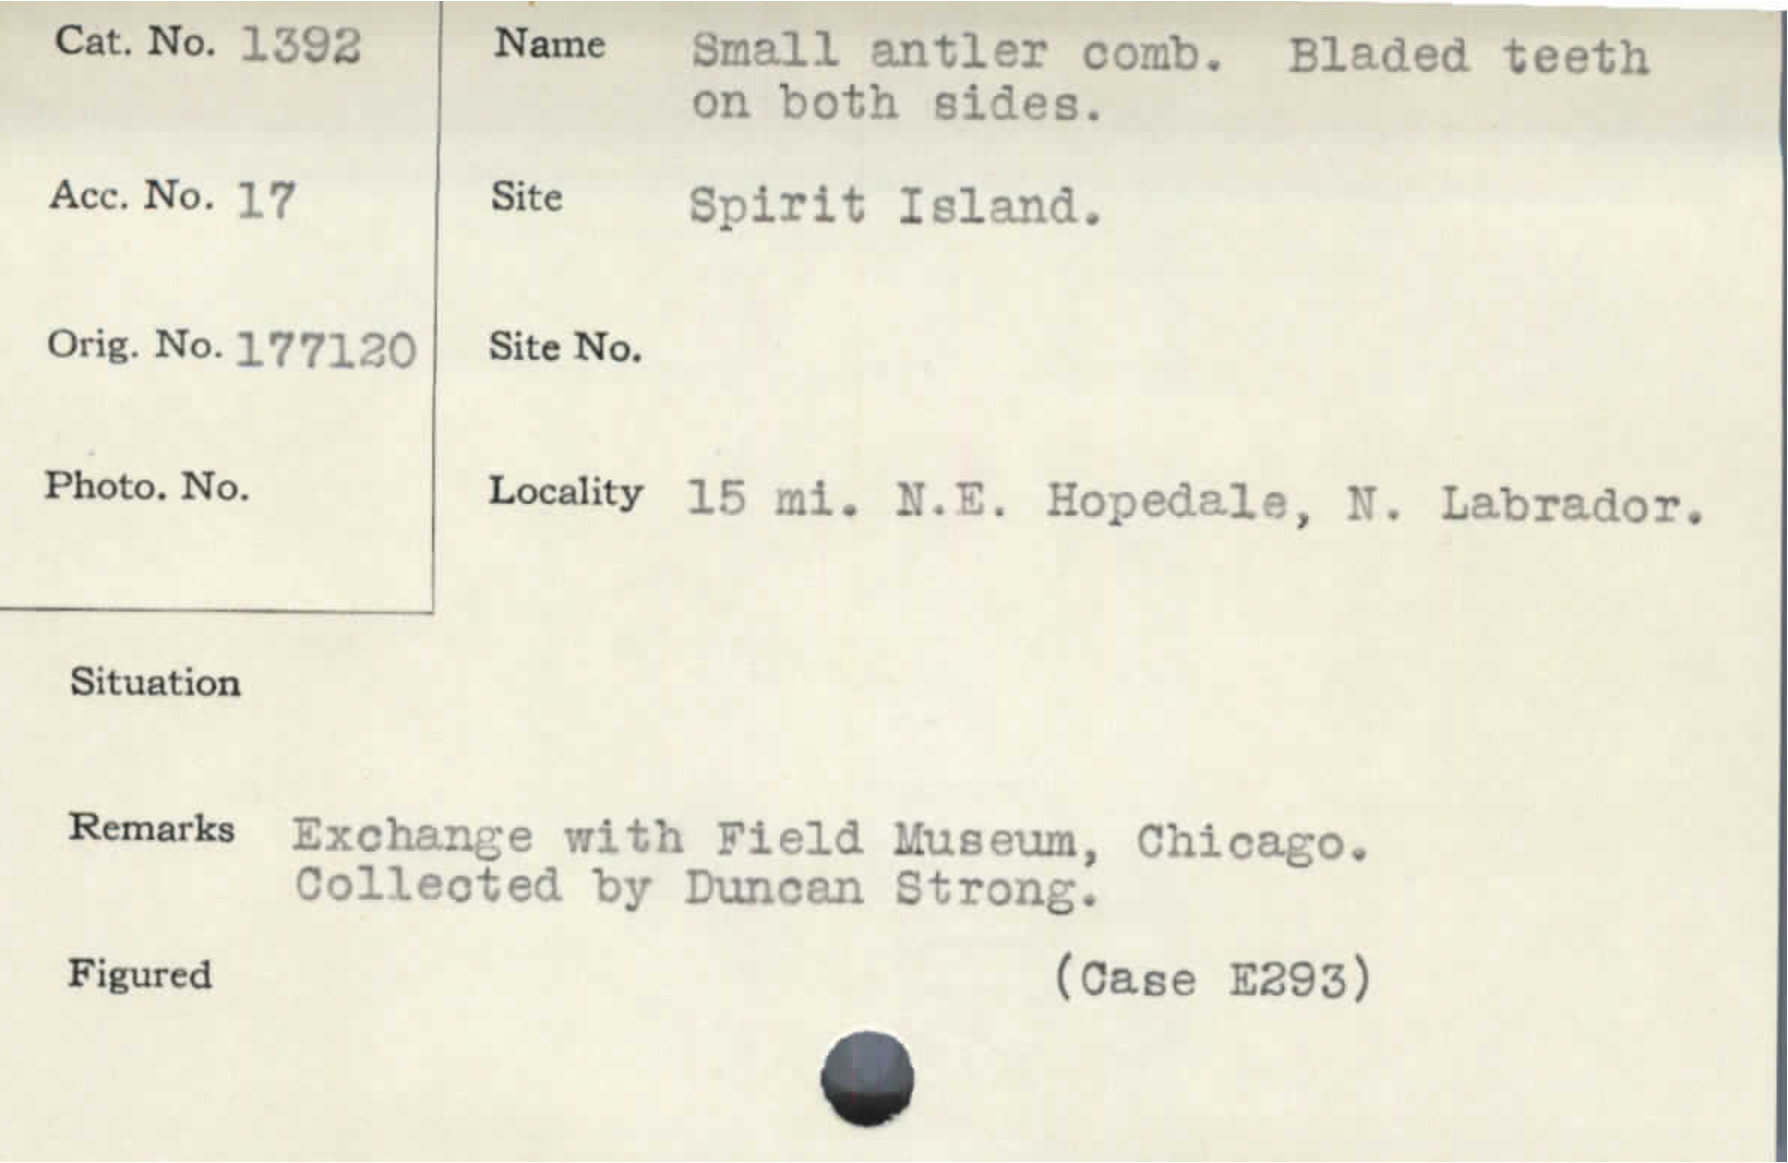 Cat. No. 1392
Name Small antler comb. Bladed teeth
on both sides.
Acc. No. 17
Site Spirit Island.
Orig. No. 177120
Site No.
Photo. No.
Locality 15 mi. N.E. Hopedale, N. Labrador.
Situation
Remarks Exchange with Field Museum, Chicago.
Collected by Duncan Strong.
Figured (Case E293)